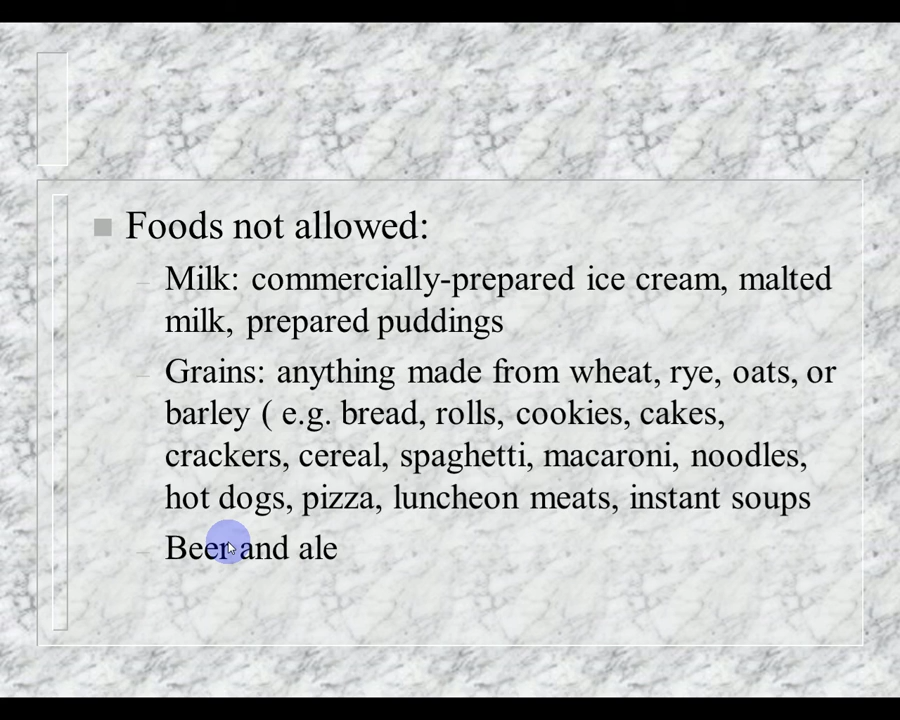 Foods not allowed:
– Milk: commercially-prepared ice cream, malted
milk, prepared puddings
– Grains: anything made from wheat, rye, oats, or
barley ( e.g. bread, rolls, cookies, cakes,
crackers, cereal, spaghetti, macaroni, noodles,
hot dogs, pizza, luncheon meats, instant soups
– Beer and ale